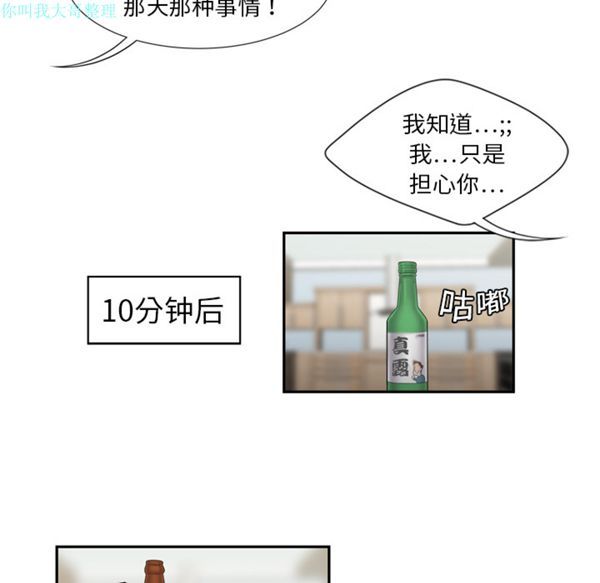 你叫我大哥整理
那天那种事情！
我知道...;;
我...只是
担心你...
10分钟后
咕嘟
真
露